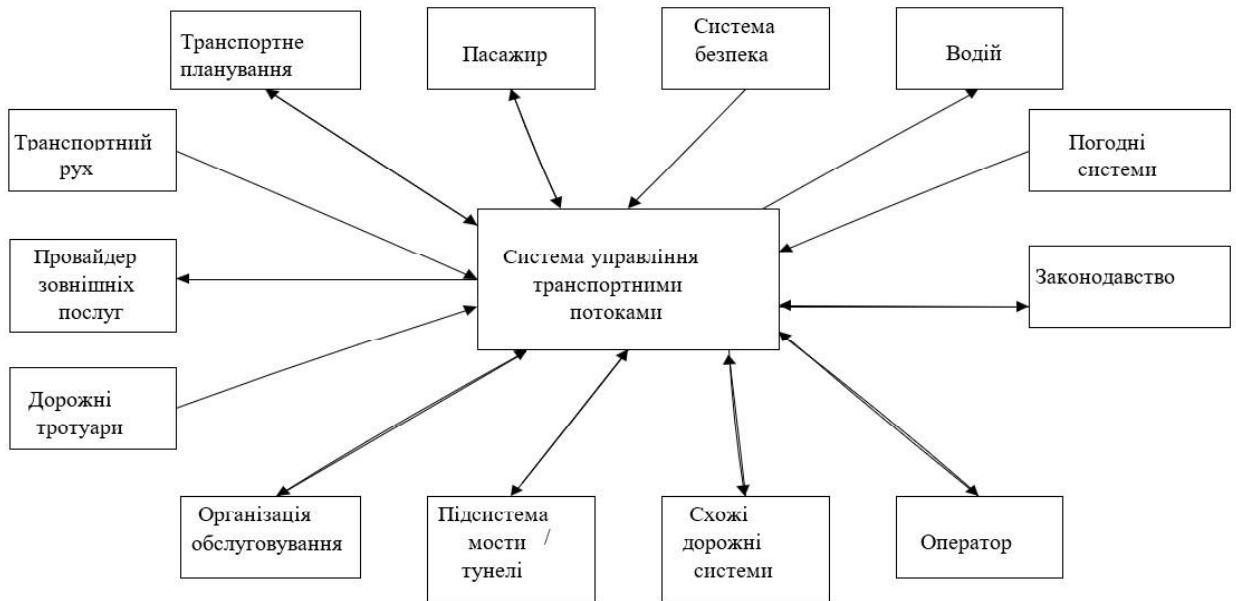 Транспортне
планування
Пасажир
Система
безпека
Водій
Транспортний
рух
Погодні
системи
Провайдер
зовнішніх
послуг
Система управління
транспортними
потоками
Законодавство
Дорожні
тротуари
Організація
обслуговування
Підсистема
мости /
тунелі
Схожі
дорожні
системи
Оператор